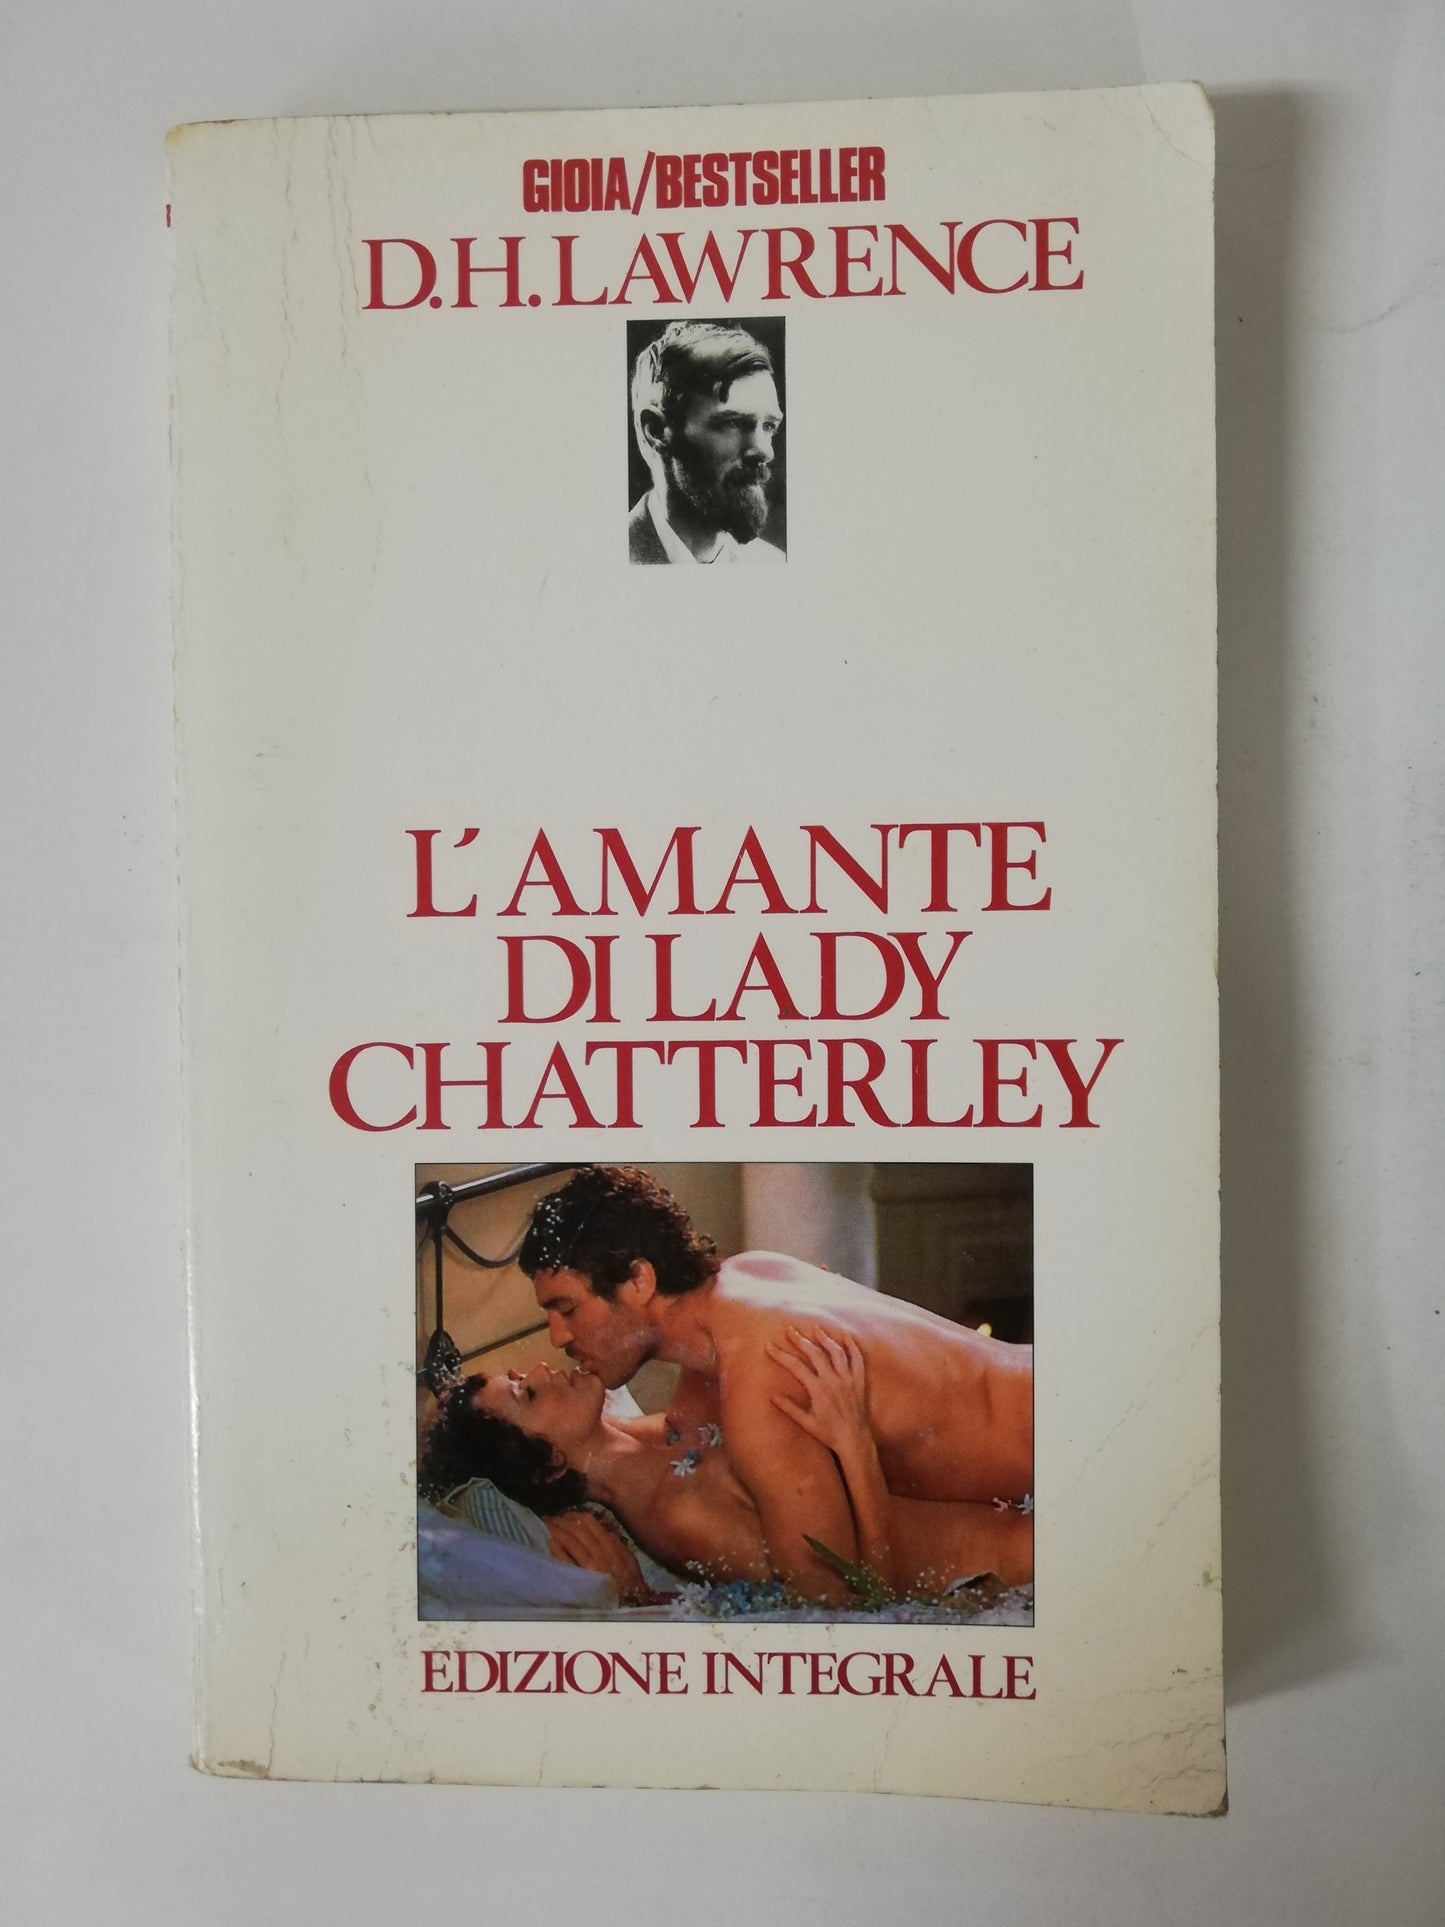 GIOIA/BESTSELLER
D.H. LAWRENCE
L'AMANTE
DI LADY
CHATTERLEY
EDIZIONE INTEGRALE